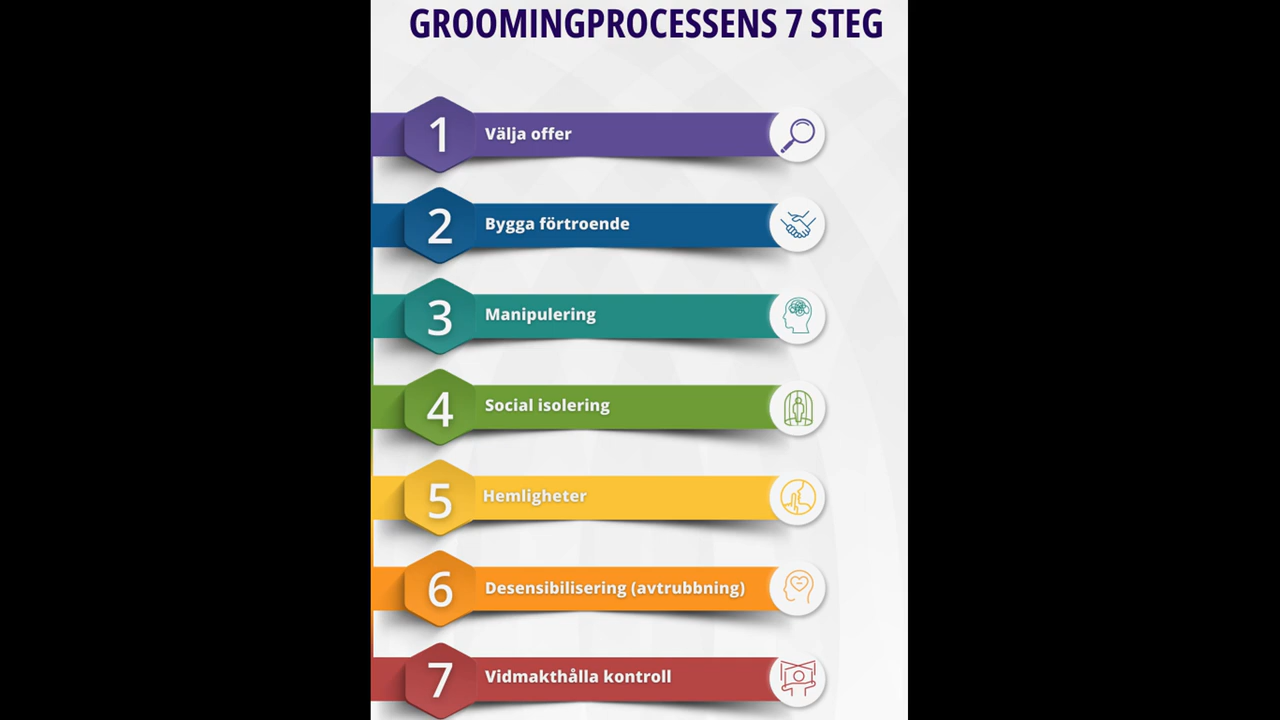 GROOMINGPROCESSENS 7 STEG
1 Välja offer
2 Bygga förtroende
3 Manipulering
4 Social isolering
5 Hemligheter
6 Desensibilisering (avtrubbning)
7 Vidmakthålla kontroll